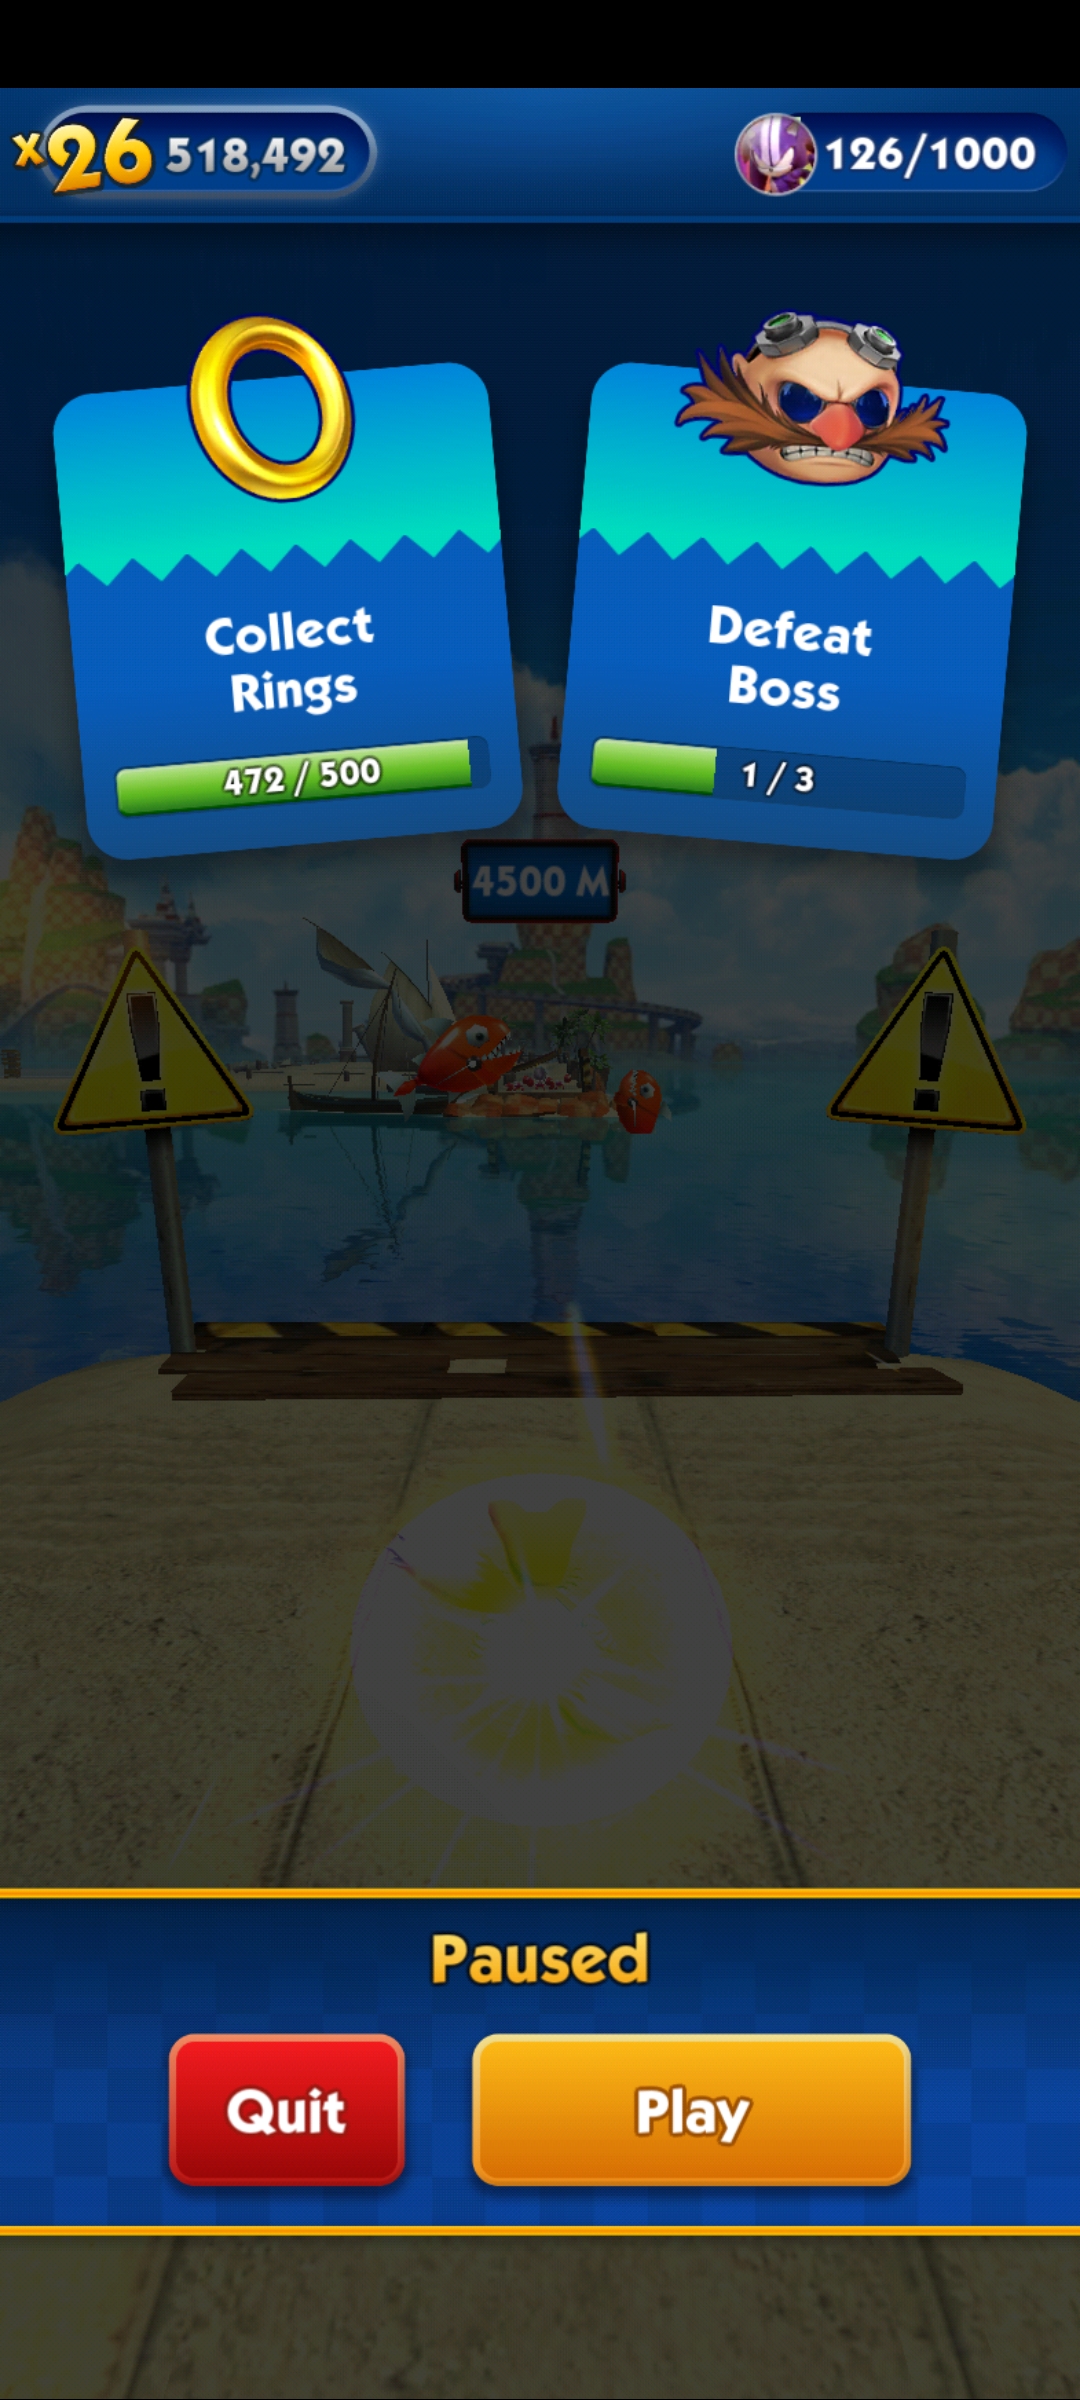 x26 518,492
126/1000
Collect
Rings
472 / 500
Defeat
Boss
1 / 3
4500 M
Paused
Quit
Play